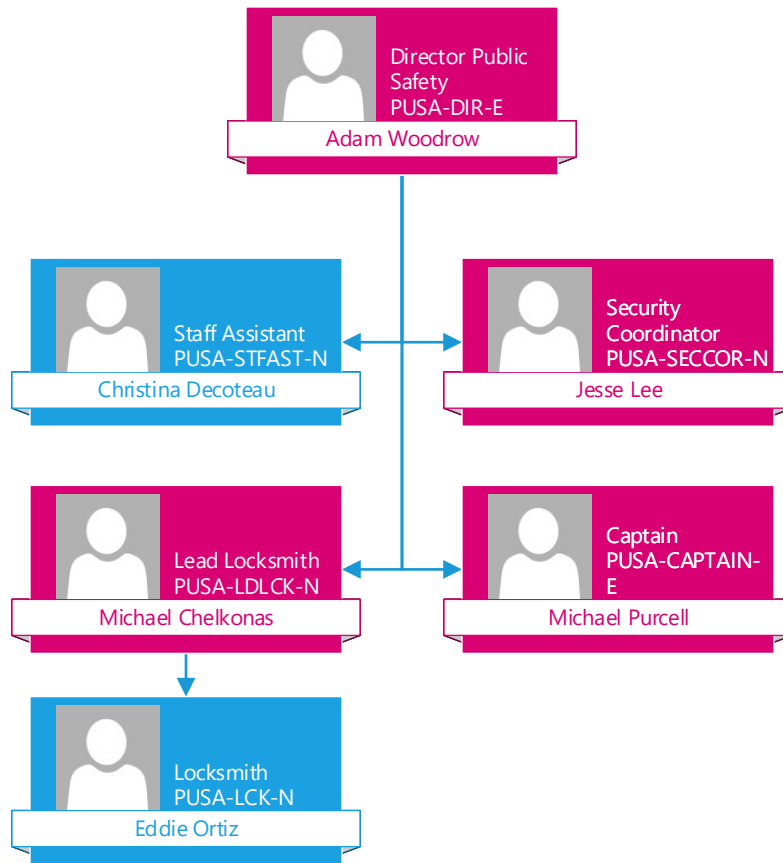 Director Public
Safety
PUSA-DIR-E
Adam Woodrow
Staff Assistant
PUSA-STFAST-N
Christina Decoteau
Security
Coordinator
PUSA-SECCOR-N
Jesse Lee
Lead Locksmith
PUSA-LDLCK-N
Michael Chelkonas
Captain
PUSA-CAPTAIN-
E
Michael Purcell
Locksmith
PUSA-LCK-N
Eddie Ortiz